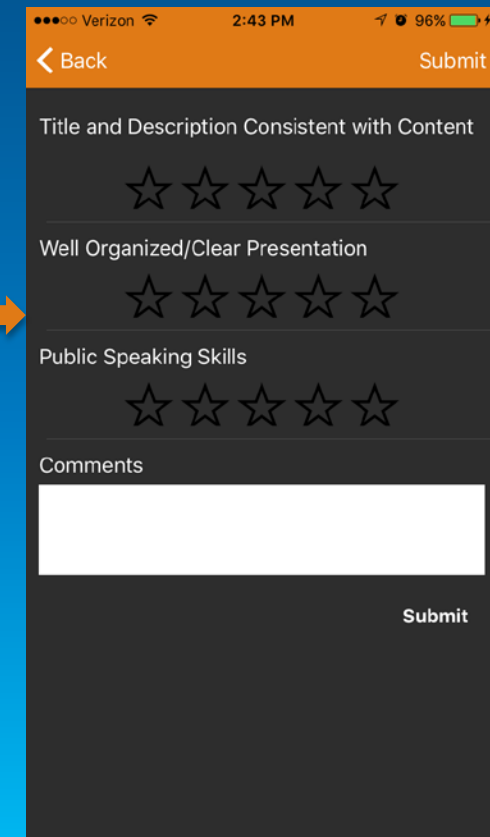 Verizon 2:43 PM 96%
Back Submit
Title and Description Consistent with Content
Well Organized/Clear Presentation
Public Speaking Skills
Comments
Submit